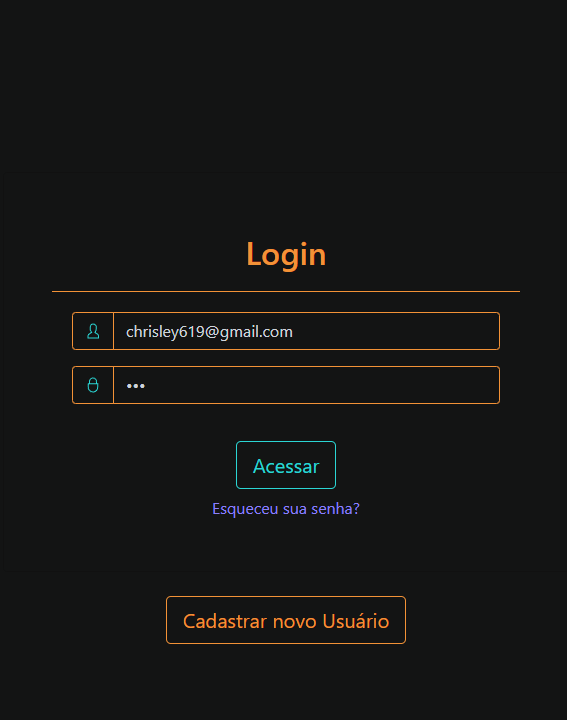 Login
chrisley619@gmail.com
•••
Acessar
Esqueceu sua senha?
Cadastrar novo Usuário